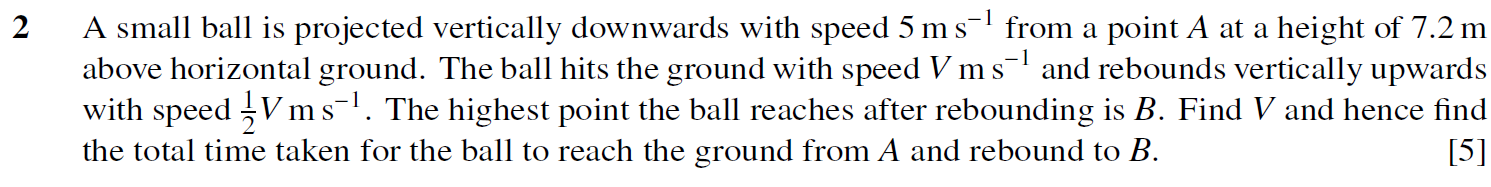 2 A small ball is projected vertically downwards with speed 5 m s⁻¹ from a point A at a height of 7.2 m
above horizontal ground. The ball hits the ground with speed V m s⁻¹ and rebounds vertically upwards
with speed ½V m s⁻¹. The highest point the ball reaches after rebounding is B. Find V and hence find
the total time taken for the ball to reach the ground from A and rebound to B. [5]